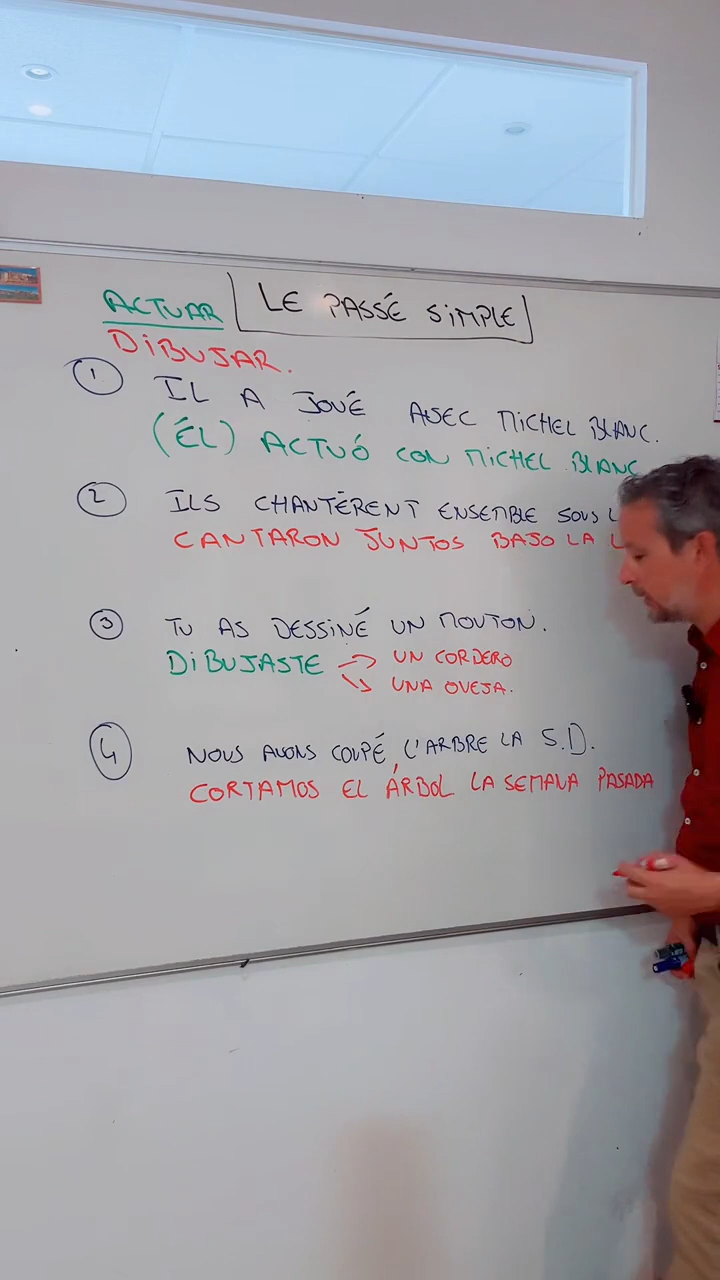 ACTUAR LE PASSÉ SIMPLE
DIBUJAR.
1 IL A JOUÉ AVEC MICHEL BLANC.
(ÉL) ACTUÓ CON MICHEL BLANC
2 ILS CHANTÈRENT ENSEMBLE SOUS L
CANTARON JUNTOS BAJO LA L
3 TU AS DESSINÉ UN MOUTON.
DIBUJASTE UN CORDERO
UNA OVEJA.
4 NOUS AVONS COUPÉ L'ARBRE LA S.D.
CORTAMOS EL ÁRBOL LA SEMANA PASADA